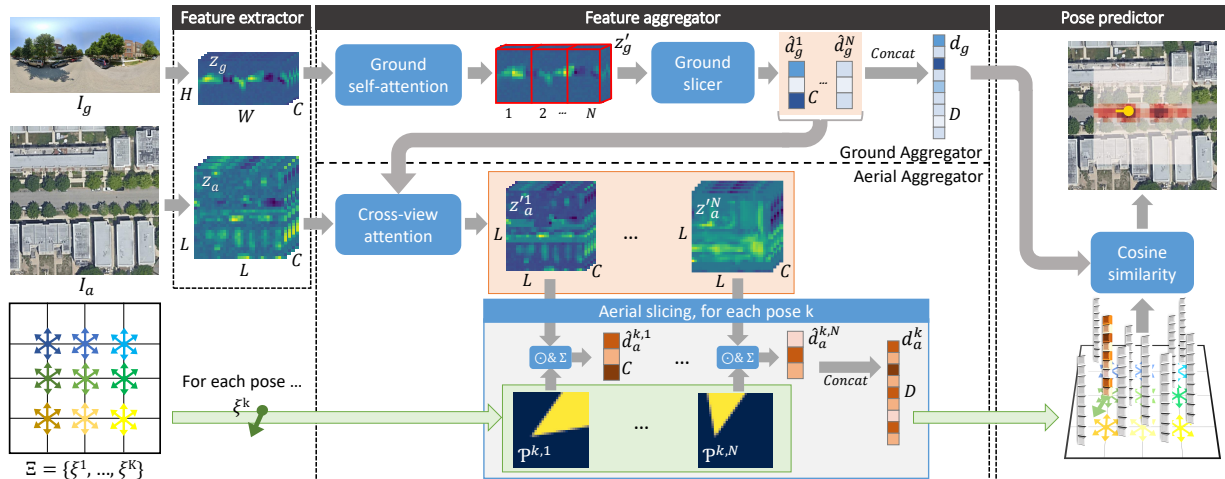 Feature extractor
Feature aggregator
Pose predictor
I_g
z_g
H
W
C
Ground
self-attention
z'_g
1 2 ... N
Ground
slicer
d̂_g^1 d̂_g^N
C ...
Concat
d_g
D
Ground Aggregator
Aerial Aggregator
I_a
z_a
L
L
C
Cross-view
attention
z'_a^1
L
L
C
...
z'_a^N
L
L
C
Cosine
similarity
Aerial slicing, for each pose k
⊙& Σ
d̂_a^{k,1}
C
...
⊙& Σ
d̂_a^{k,N}
Concat
d_a^k
D
For each pose ...
ξ^k
𝒫^{k,1}
...
𝒫^{k,N}
Ξ = {ξ^1, ..., ξ^K}